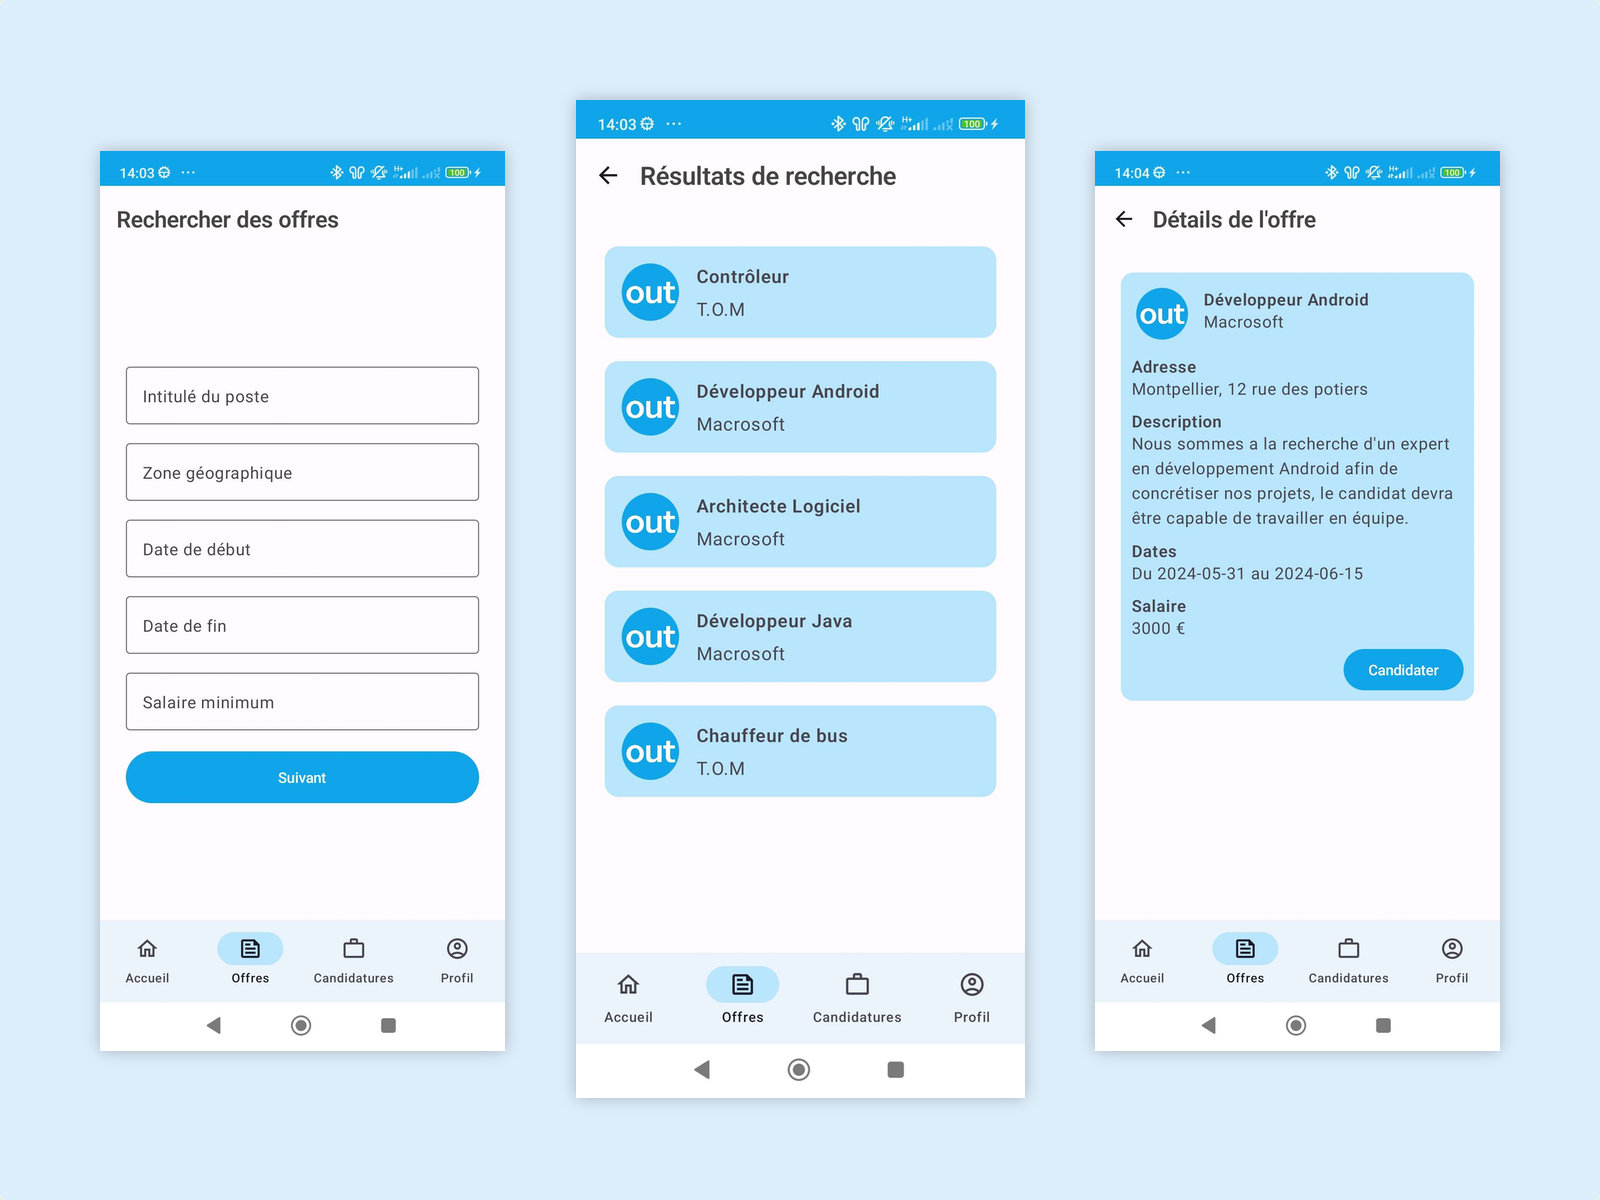 14:03
100
Rechercher des offres
Intitulé du poste
Zone géographique
Date de début
Date de fin
Salaire minimum
Suivant
Accueil
Offres
Candidatures
Profil
14:03
H+
100
Résultats de recherche
out
Contrôleur
T.O.M
out
Développeur Android
Macrosoft
out
Architecte Logiciel
Macrosoft
out
Développeur Java
Macrosoft
out
Chauffeur de bus
T.O.M
Accueil
Offres
Candidatures
Profil
14:04
100
Détails de l'offre
out
Développeur Android
Macrosoft
Adresse
Montpellier, 12 rue des potiers
Description
Nous sommes a la recherche d'un expert
en développement Android afin de
concrétiser nos projets, le candidat devra
être capable de travailler en équipe.
Dates
Du 2024-05-31 au 2024-06-15
Salaire
3000 €
Candidater
Accueil
Offres
Candidatures
Profil